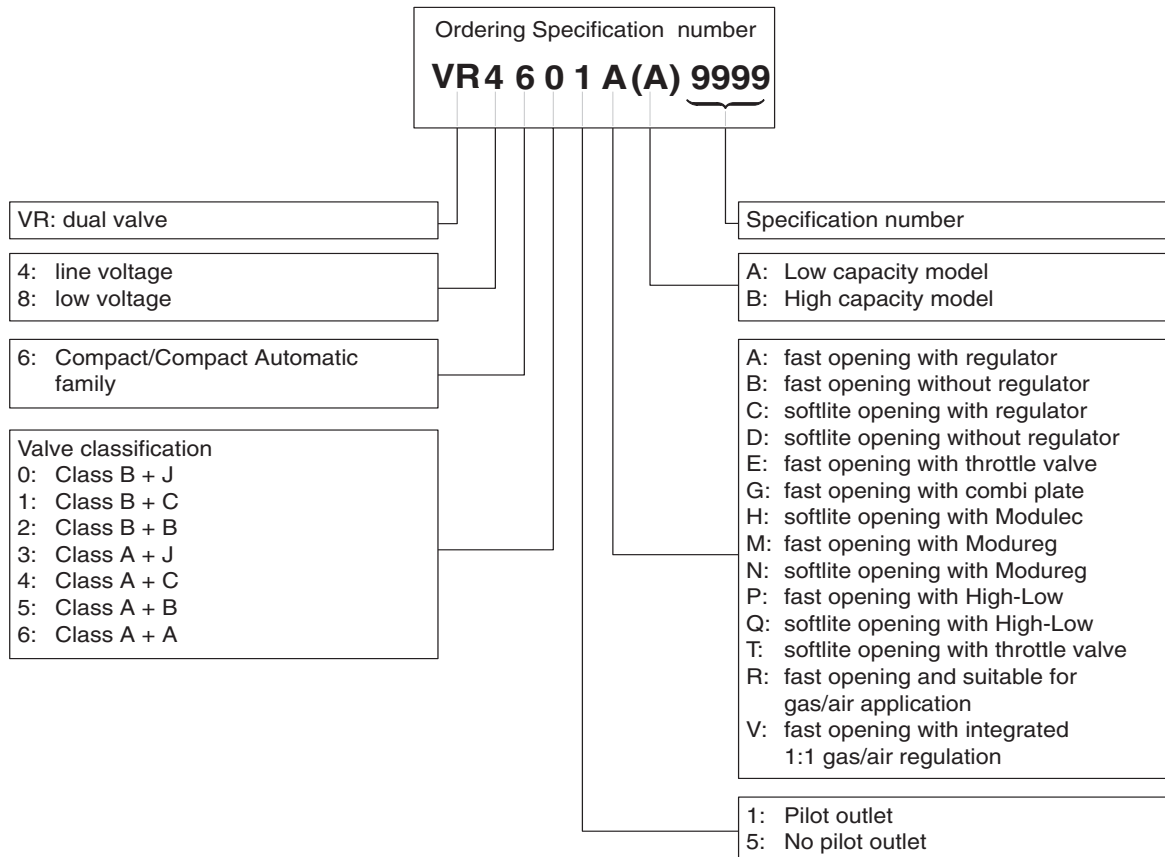 Ordering Specification number
VR4601A(A) 9999
VR: dual valve
4: line voltage
8: low voltage
6: Compact/Compact Automatic
family
Valve classification
0: Class B + J
1: Class B + C
2: Class B + B
3: Class A + J
4: Class A + C
5: Class A + B
6: Class A + A
Specification number
A: Low capacity model
B: High capacity model
A: fast opening with regulator
B: fast opening without regulator
C: softlite opening with regulator
D: softlite opening without regulator
E: fast opening with throttle valve
G: fast opening with combi plate
H: softlite opening with Modulec
M: fast opening with Modureg
N: softlite opening with Modureg
P: fast opening with High-Low
Q: softlite opening with High-Low
T: softlite opening with throttle valve
R: fast opening and suitable for
gas/air application
V: fast opening with integrated
1:1 gas/air regulation
1: Pilot outlet
5: No pilot outlet